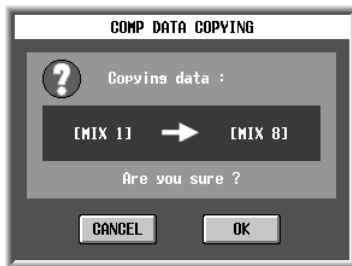 COMP DATA COPYING
?
Copying data :
[MIX 1] → [MIX 8]
Are you sure ?
CANCEL OK